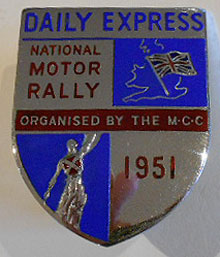 DAILY EXPRESS
NATIONAL
MOTOR
RALLY
ORGANISED BY THE M·C·C
1951